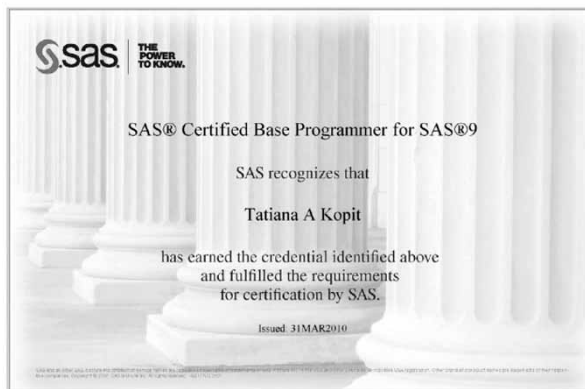 sas
THE
POWER
TO KNOW.
SAS® Certified Base Programmer for SAS®9
SAS recognizes that
Tatiana A Kopit
has earned the credential identified above
and fulfilled the requirements
for certification by SAS.
Issued: 31MAR2010